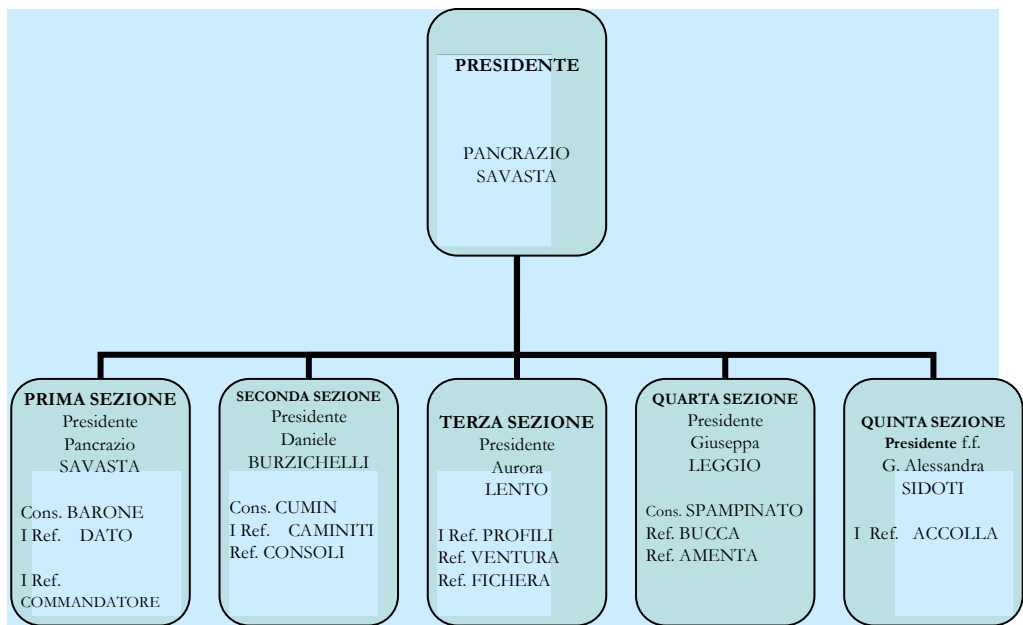 PRESIDENTE
PANCRAZIO
SAVASTA
PRIMA SEZIONE
Presidente
Pancrazio
SAVASTA
Cons. BARONE
I Ref. DATO
I Ref.
COMMANDATORE
SECONDA SEZIONE
Presidente
Daniele
BURZICHELLI
Cons. CUMIN
I Ref. CAMINITI
Ref. CONSOLI
TERZA SEZIONE
Presidente
Aurora
LENTO
I Ref. PROFILI
Ref. VENTURA
Ref. FICHERA
QUARTA SEZIONE
Presidente
Giuseppa
LEGGIO
Cons. SPAMPINATO
Ref. BUCCA
Ref. AMENTA
QUINTA SEZIONE
Presidente f.f.
G. Alessandra
SIDOTI
I Ref. ACCOLLA